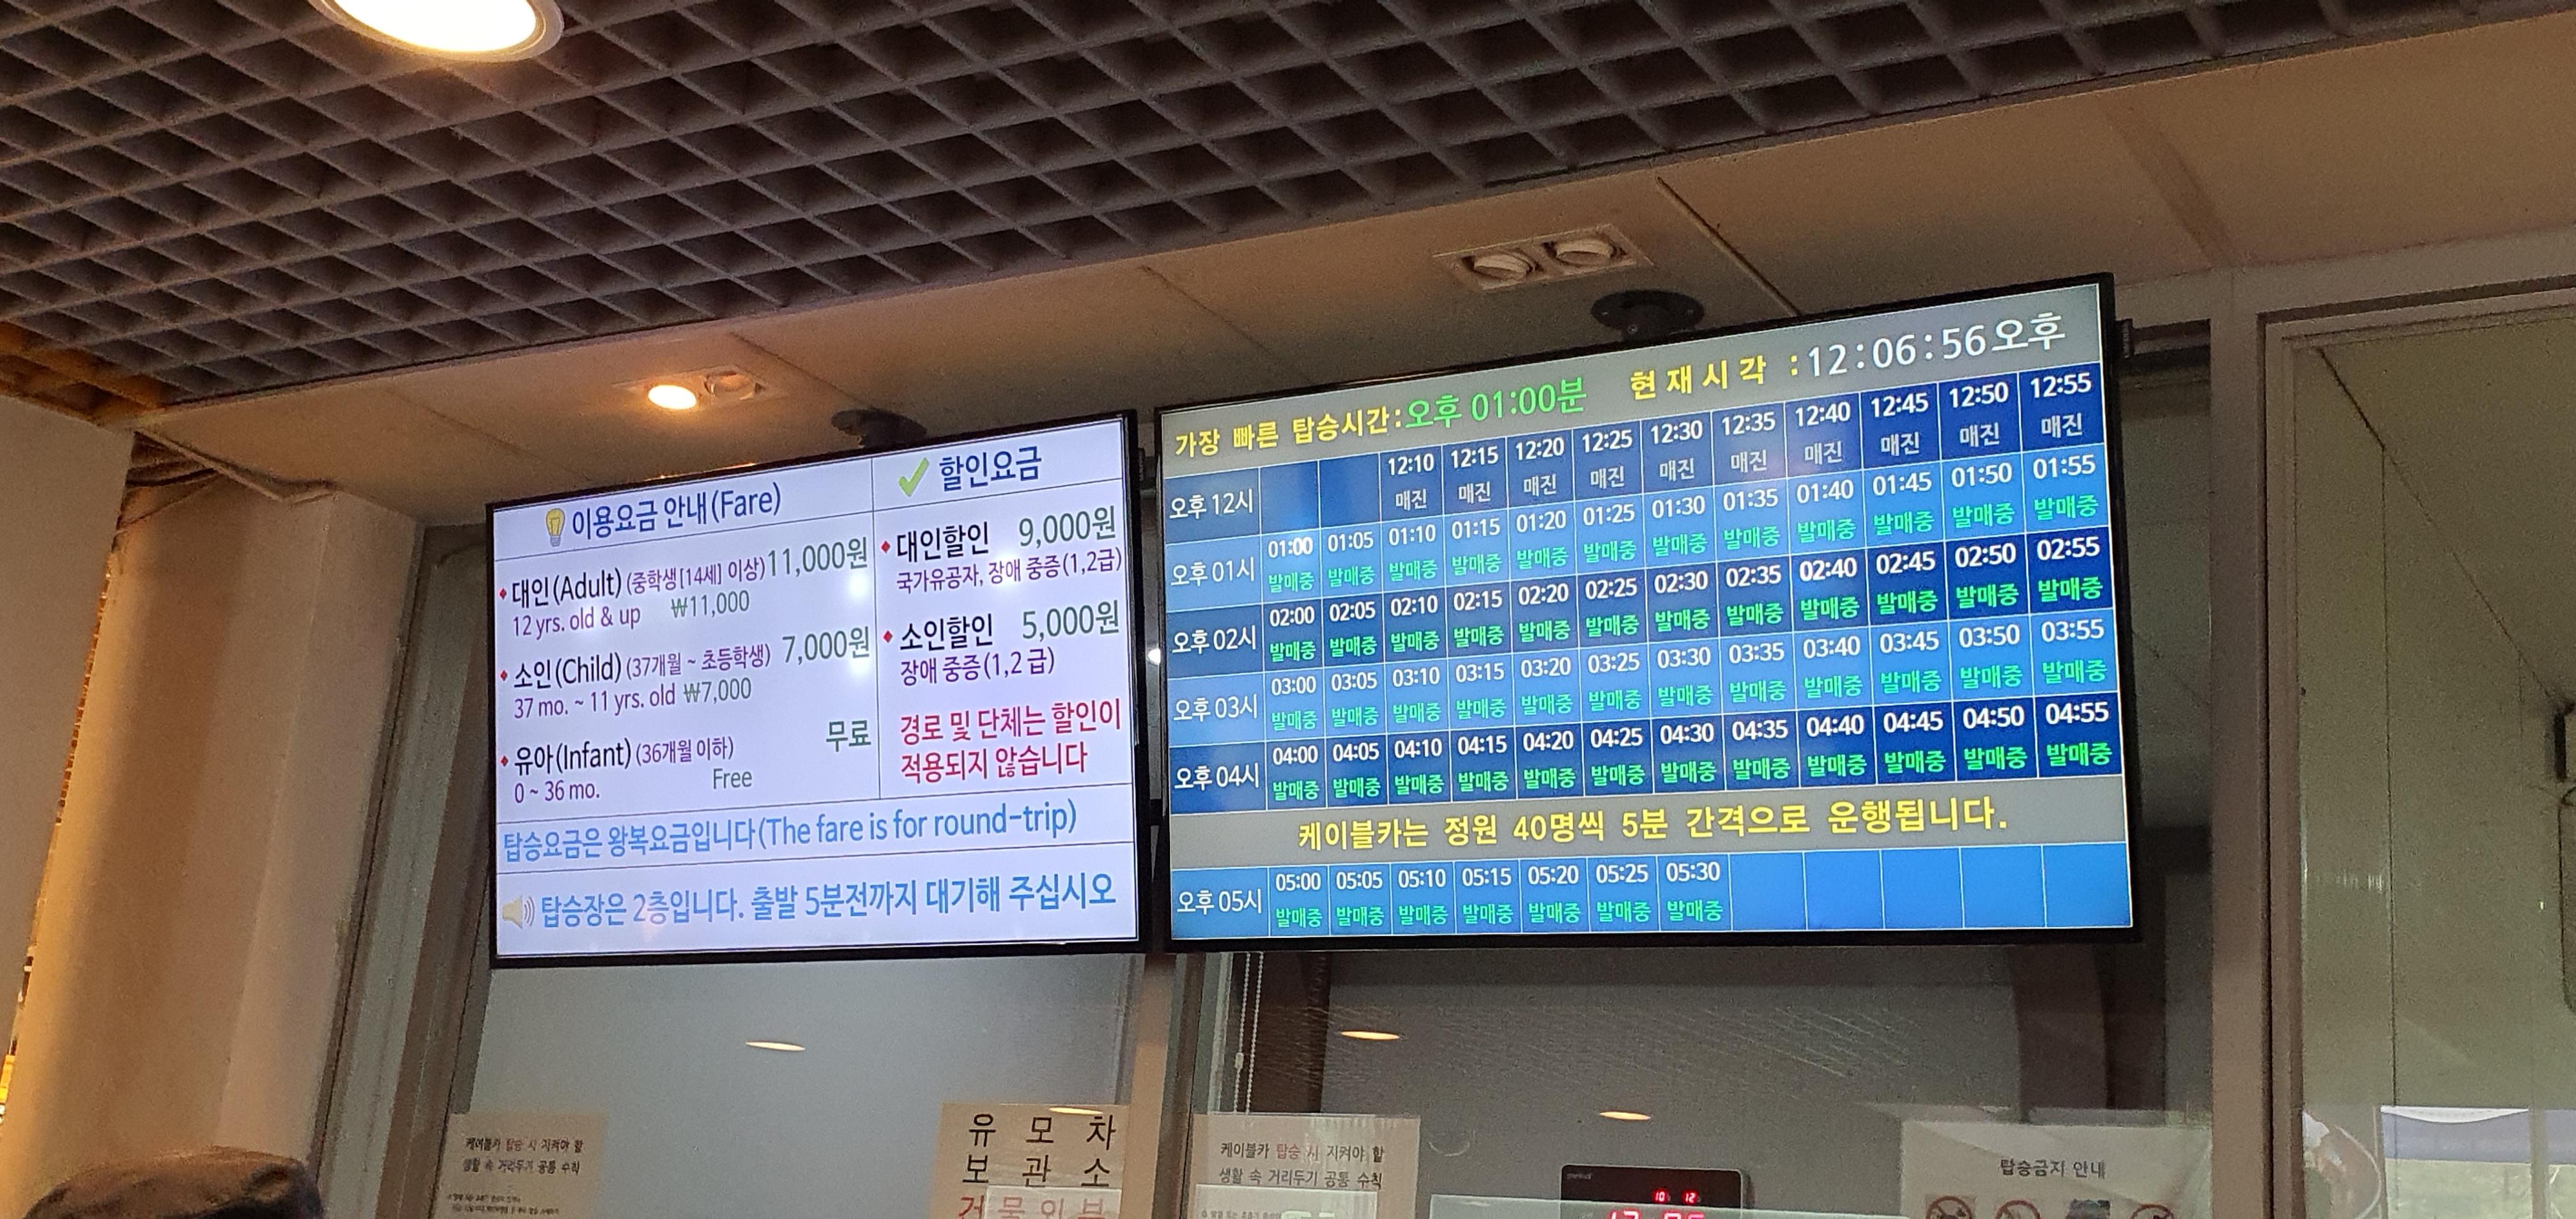 이용요금 안내(Fare)
대인(Adult) (중학생[14세] 이상) 11,000원
12 yrs. old & up ₩11,000
소인(Child) (37개월 ~ 초등학생) 7,000원
37 mo. ~ 11 yrs. old ₩7,000
유아(Infant) (36개월 이하) 무료
0 ~ 36 mo. Free
할인요금
대인할인 9,000원
국가유공자, 장애 중증(1,2급)
소인할인 5,000원
장애 중증(1,2 급)
경로 및 단체는 할인이
적용되지 않습니다
탑승요금은 왕복요금입니다(The fare is for round-trip)
탑승장은 2층입니다. 출발 5분전까지 대기해 주십시오
가장 빠른 탑승시간:오후 01:00분 현재시각 :12:06:56오후
오후 12시
12:10 12:15 12:20 12:25 12:30 12:35 12:40 12:45 12:50 12:55
매진 매진 매진 매진 매진 매진 매진 매진 매진 매진
오후 01시
01:00 01:05 01:10 01:15 01:20 01:25 01:30 01:35 01:40 01:45 01:50 01:55
발매중 발매중 발매중 발매중 발매중 발매중 발매중 발매중 발매중 발매중 발매중 발매중
오후 02시
02:00 02:05 02:10 02:15 02:20 02:25 02:30 02:35 02:40 02:45 02:50 02:55
발매중 발매중 발매중 발매중 발매중 발매중 발매중 발매중 발매중 발매중 발매중 발매중
오후 03시
03:00 03:05 03:10 03:15 03:20 03:25 03:30 03:35 03:40 03:45 03:50 03:55
발매중 발매중 발매중 발매중 발매중 발매중 발매중 발매중 발매중 발매중 발매중 발매중
오후 04시
04:00 04:05 04:10 04:15 04:20 04:25 04:30 04:35 04:40 04:45 04:50 04:55
발매중 발매중 발매중 발매중 발매중 발매중 발매중 발매중 발매중 발매중 발매중 발매중
케이블카는 정원 40명씩 5분 간격으로 운행됩니다.
오후 05시
05:00 05:05 05:10 05:15 05:20 05:25 05:30
발매중 발매중 발매중 발매중 발매중 발매중 발매중
케이블카 탑승 시 지켜야 할
생활 속 거리두기 공통 수칙
유 모 차
보 관 소
건물외부
케이블카 탑승 시 지켜야 할
생활 속 거리두기 공통 수칙
10 12
탑승금지 안내